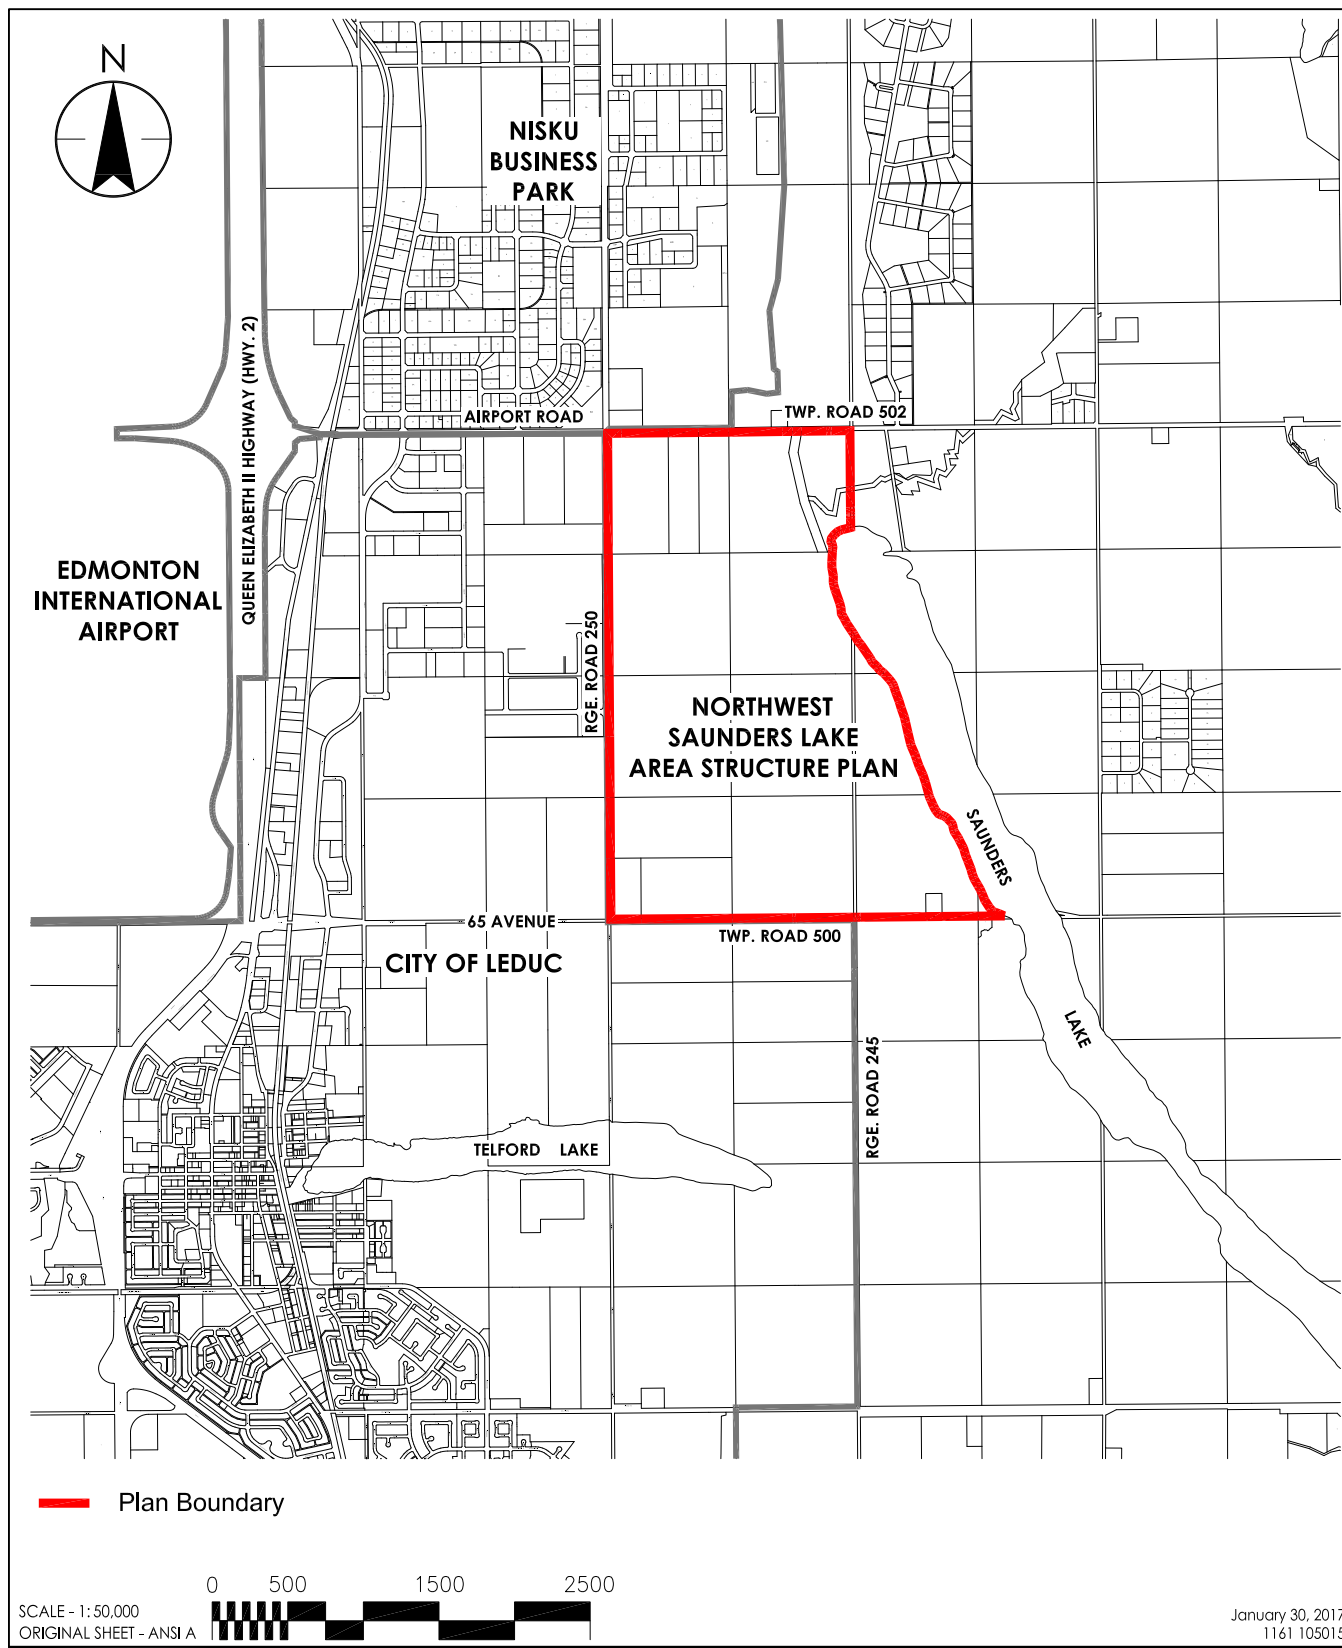 N
NISKU
BUSINESS
PARK
QUEEN ELIZABETH II HIGHWAY (HWY. 2)
AIRPORT ROAD
TWP. ROAD 502
EDMONTON
INTERNATIONAL
AIRPORT
RGE. ROAD 250
NORTHWEST
SAUNDERS LAKE
AREA STRUCTURE PLAN
SAUNDERS
LAKE
65 AVENUE
TWP. ROAD 500
CITY OF LEDUC
RGE. ROAD 245
TELFORD LAKE
Plan Boundary
0 500 1500 2500
SCALE - 1:50,000
ORIGINAL SHEET - ANSI A
January 30, 2017
1161 105015